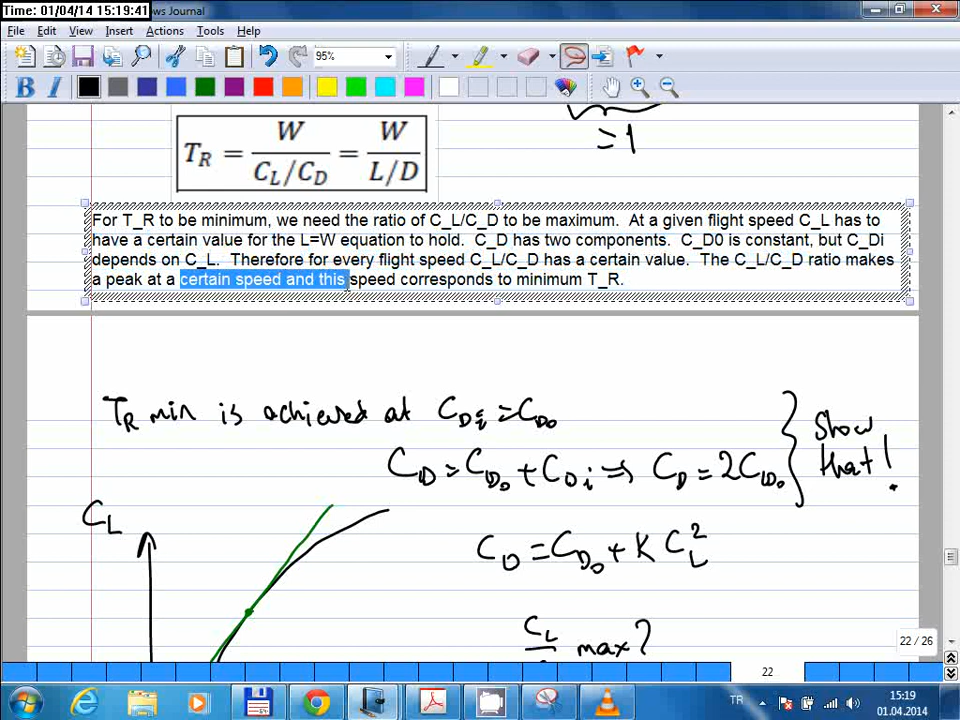 Time: 01/04/14 15:19:41
ows Journal
File Edit View Insert Actions Tools Help
95%
B I
T_R = W / (C_L/C_D) = W / (L/D)
=1
For T_R to be minimum, we need the ratio of C_L/C_D to be maximum. At a given flight speed C_L has to
have a certain value for the L=W equation to hold. C_D has two components. C_D0 is constant, but C_Di
depends on C_L. Therefore for every flight speed C_L/C_D has a certain value. The C_L/C_D ratio makes
a peak at a certain speed and this speed corresponds to minimum T_R.
T_R min is achieved at C_Di = C_D0
C_D = C_D0 + C_Di => C_D = 2C_D0
Show
that!
C_L
C_D = C_D0 + K C_L^2
C_L max?
22 / 26
22
TR
15:19
01.04.2014